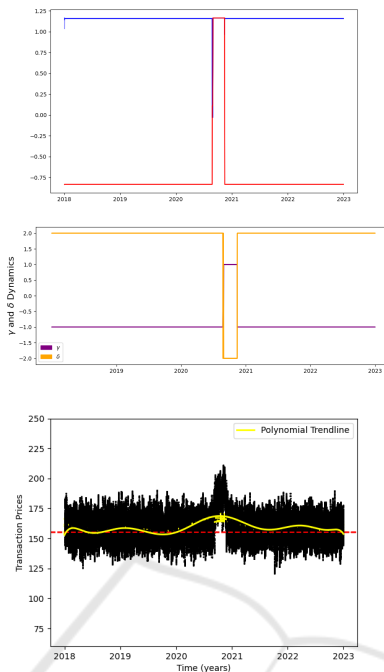 1.25
1.00
0.75
0.50
0.25
0.00
−0.25
−0.50
−0.75
2018 2019 2020 2021 2022 2023
γ and δ Dynamics
2.0
1.5
1.0
0.5
0.0
−0.5
−1.0
−1.5
−2.0
γ
δ
2019 2020 2021 2022 2023
Transaction Prices
250
225
200
175
150
125
100
75
Polynomial Trendline
2018 2019 2020 2021 2022 2023
Time (years)